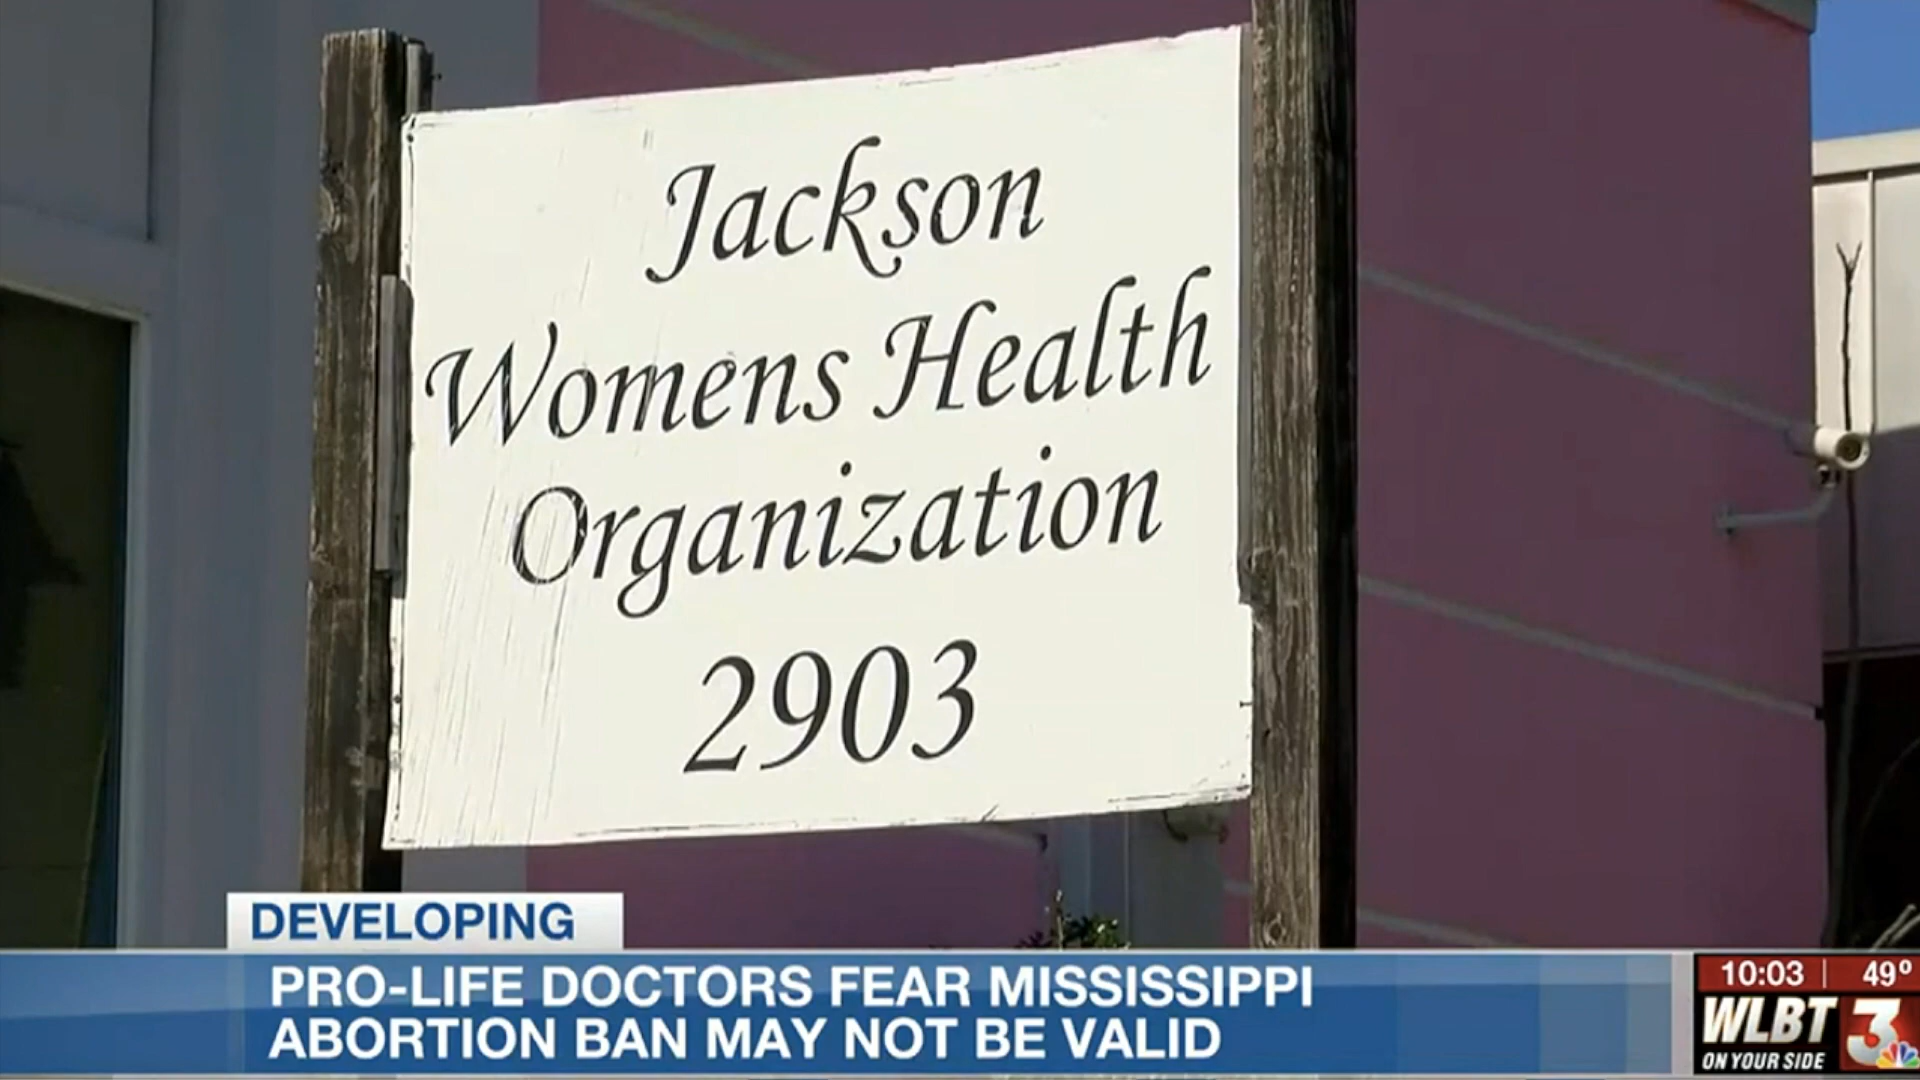 Jackson
Womens Health
Organization
2903
DEVELOPING
PRO-LIFE DOCTORS FEAR MISSISSIPPI
ABORTION BAN MAY NOT BE VALID
10:03 | 49°
WLBT 3
ON YOUR SIDE